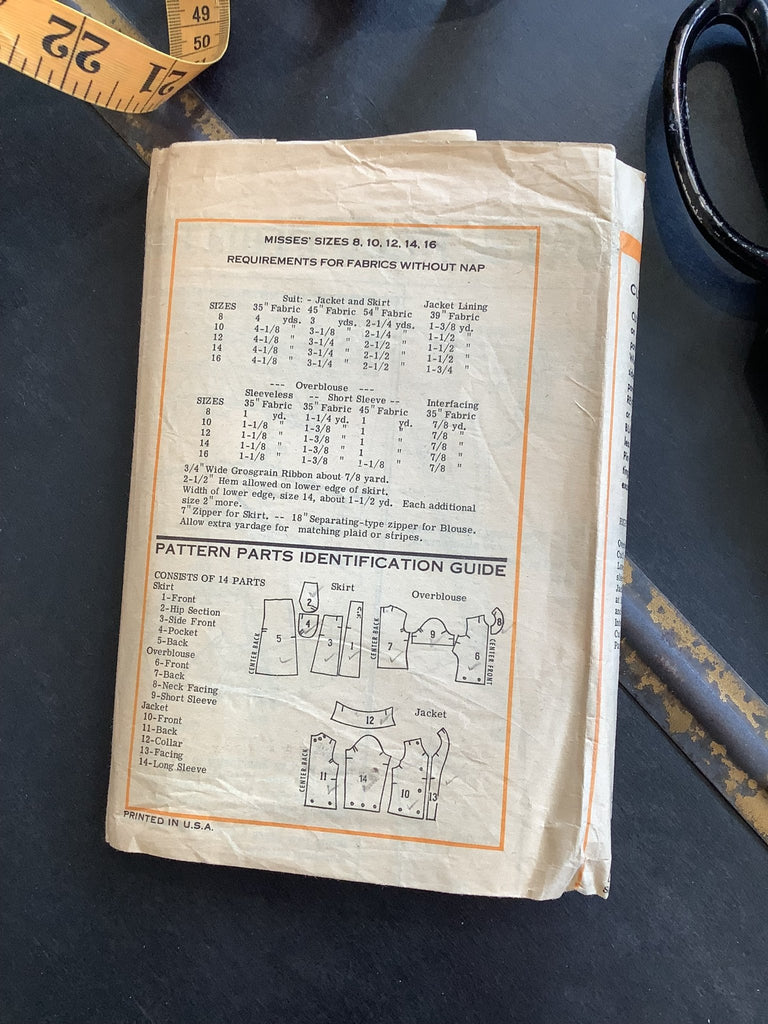 49
50
22
21
MISSES' SIZES 8, 10, 12, 14, 16
REQUIREMENTS FOR FABRICS WITHOUT NAP
Suit: - Jacket and Skirt Jacket Lining
SIZES 35" Fabric 45" Fabric 54" Fabric 39" Fabric
8 4 yds. 3 yds. 2-1/4 yds. 1-3/8 yd.
10 4-1/8 " 3-1/8 " 2-1/4 " 1-1/2 "
12 4-1/8 " 3-1/4 " 2-1/2 " 1-1/2 "
14 4-1/8 " 3-1/4 " 2-1/2 " 1-1/2 "
16 4-1/8 " 3-1/4 " 2-1/2 " 1-3/4 "
--- Overblouse ---
Sleeveless -- Short Sleeve -- Interfacing
SIZES 35" Fabric 35" Fabric 45" Fabric 35" Fabric
8 1 yd. 1-1/4 yd. 1 yd. 7/8 yd.
10 1-1/8 " 1-3/8 " 1 " 7/8 "
12 1-1/8 " 1-3/8 " 1 " 7/8 "
14 1-1/8 " 1-3/8 " 1 " 7/8 "
16 1-1/8 " 1-3/8 " 1-1/8 " 7/8 "
3/4" Wide Grosgrain Ribbon about 7/8 yard.
2-1/2" Hem allowed on lower edge of skirt.
Width of lower edge, size 14, about 1-1/2 yd. Each additional
size 2" more.
7" Zipper for Skirt. -- 18" Separating-type zipper for Blouse.
Allow extra yardage for matching plaid or stripes.
PATTERN PARTS IDENTIFICATION GUIDE
CONSISTS OF 14 PARTS
Skirt
1-Front
2-Hip Section
3-Side Front
4-Pocket
5-Back
Overblouse
6-Front
7-Back
8-Neck Facing
9-Short Sleeve
Jacket
10-Front
11-Back
12-Collar
13-Facing
14-Long Sleeve
Skirt
CENTER BACK
5
2
4
3
1
Overblouse
CENTER BACK
7
9
6
8
CENTER FRONT
Jacket
12
CENTER BACK
11
14
10
13
PRINTED IN U.S.A.